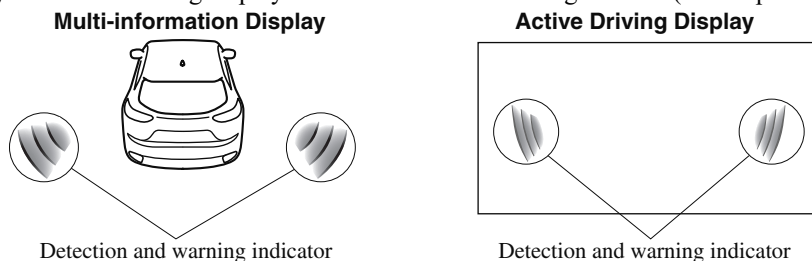 Multi-information Display
Active Driving Display
Detection and warning indicator
Detection and warning indicator